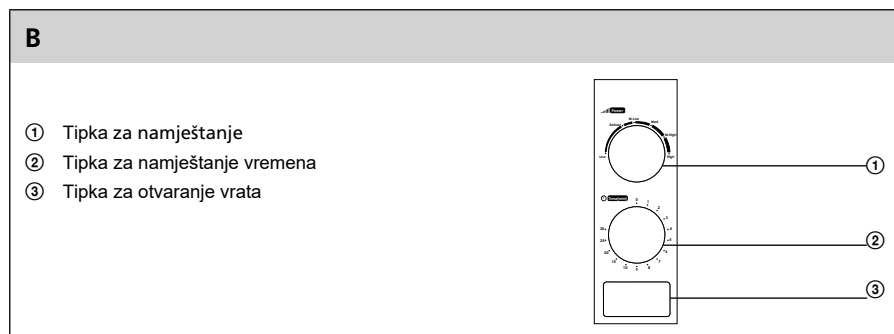 B
① Tipka za namještanje
② Tipka za namještanje vremena
③ Tipka za otvaranje vrata
Power
M.Low
Defrost
Med
M.High
Low
High
①
Time(min)
0
1
2
3
4
5
6
7
8
9
10
15
20
25
30
②
③